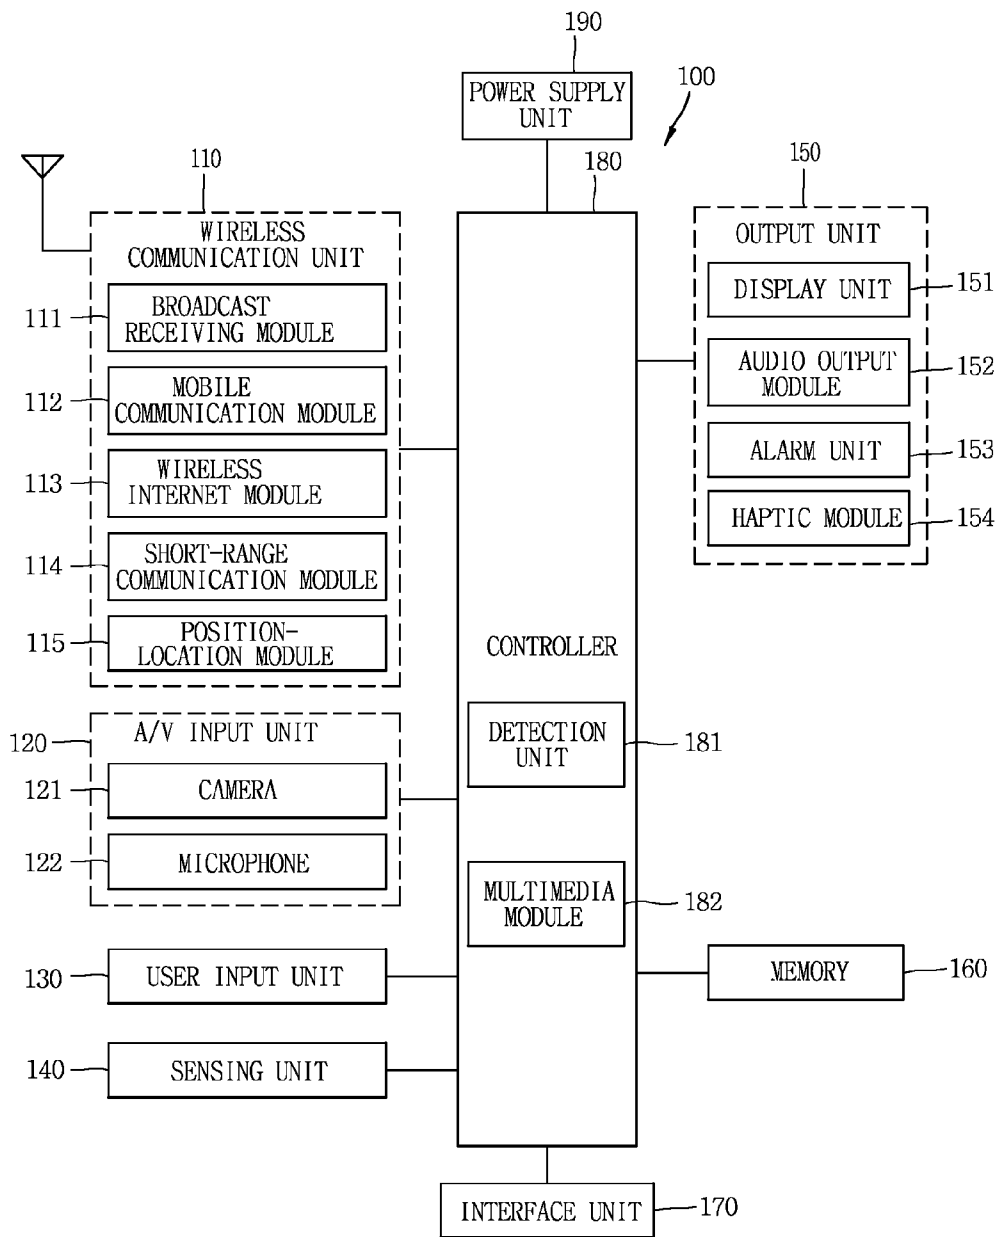 190
POWER SUPPLY
UNIT
100
110
180
150
WIRELESS
COMMUNICATION UNIT
111
BROADCAST
RECEIVING MODULE
112
MOBILE
COMMUNICATION MODULE
113
WIRELESS
INTERNET MODULE
114
SHORT-RANGE
COMMUNICATION MODULE
115
POSITION-
LOCATION MODULE
120
A/V INPUT UNIT
121
CAMERA
122
MICROPHONE
130
USER INPUT UNIT
140
SENSING UNIT
CONTROLLER
DETECTION
UNIT
181
MULTIMEDIA
MODULE
182
OUTPUT UNIT
DISPLAY UNIT
151
AUDIO OUTPUT
MODULE
152
ALARM UNIT
153
HAPTIC MODULE
154
MEMORY
160
INTERFACE UNIT
170